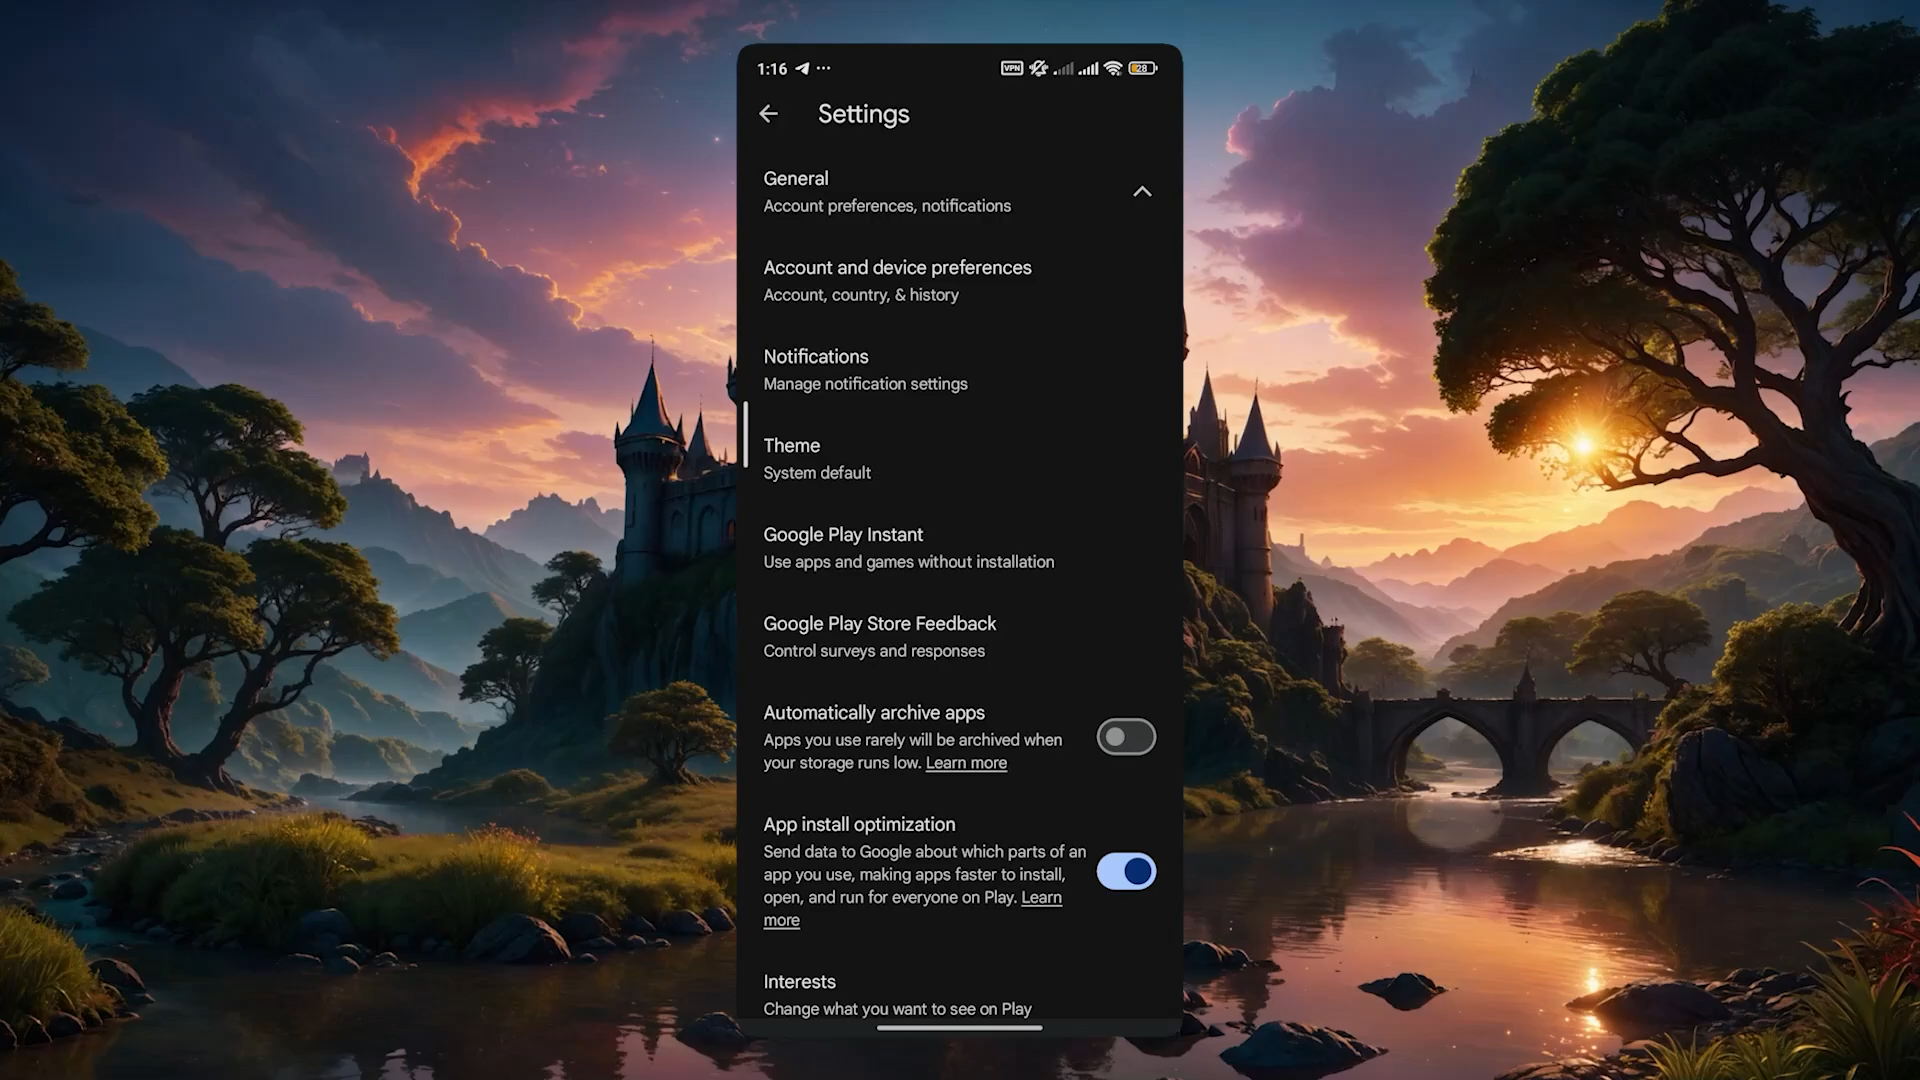 1:16
VPN
28
Settings
General
Account preferences, notifications
Account and device preferences
Account, country, & history
Notifications
Manage notification settings
Theme
System default
Google Play Instant
Use apps and games without installation
Google Play Store Feedback
Control surveys and responses
Automatically archive apps
Apps you use rarely will be archived when
your storage runs low. Learn more
App install optimization
Send data to Google about which parts of an
app you use, making apps faster to install,
open, and run for everyone on Play. Learn
more
Interests
Change what you want to see on Play